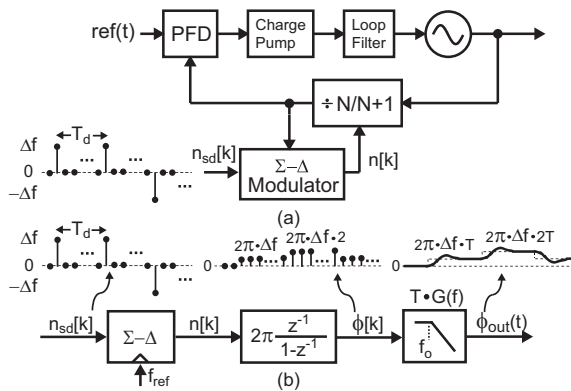 ref(t)
PFD
Charge
Pump
Loop
Filter
÷ N/N+1
Δf
0
−Δf
T_d
...
...
...
n_sd[k]
Σ−Δ
Modulator
n[k]
(a)
Δf
0
−Δf
T_d
...
...
...
0
2π•Δf
2π•Δf•2
...
...
...
0
2π•Δf•T
2π•Δf•2T
n_sd[k]
Σ−Δ
f_ref
n[k]
2π z^-1 / 1-z^-1
ϕ[k]
T•G(f)
f_o
ϕ_out(t)
(b)